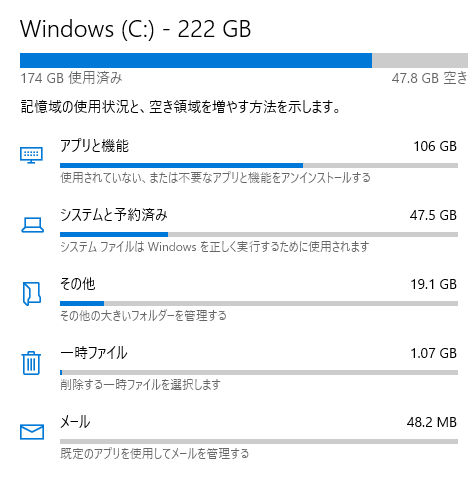 Windows (C:) - 222 GB
174 GB 使用済み 47.8 GB 空き
記憶域の使用状況と、空き領域を増やす方法を示します。
アプリと機能 106 GB
使用されていない、または不要なアプリと機能をアンインストールする
システムと予約済み 47.5 GB
システム ファイルは Windows を正しく実行するために使用されます
その他 19.1 GB
その他の大きいフォルダーを管理する
一時ファイル 1.07 GB
削除する一時ファイルを選択します
メール 48.2 MB
既定のアプリを使用してメールを管理する